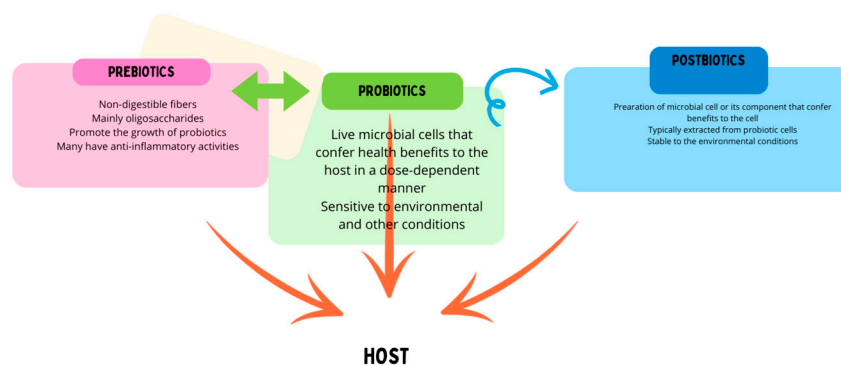 PREBIOTICS
Non-digestible fibers
Mainly oligosaccharides
Promote the growth of probiotics
Many have anti-inflammatory activities
PROBIOTICS
Live microbial cells that
confer health benefits to the
host in a dose-dependent
manner
Sensitive to environmental
and other conditions
POSTBIOTICS
Prearation of microbial cell or its component that confer
benefits to the cell
Typically extracted from probiotic cells
Stable to the environmental conditions
HOST